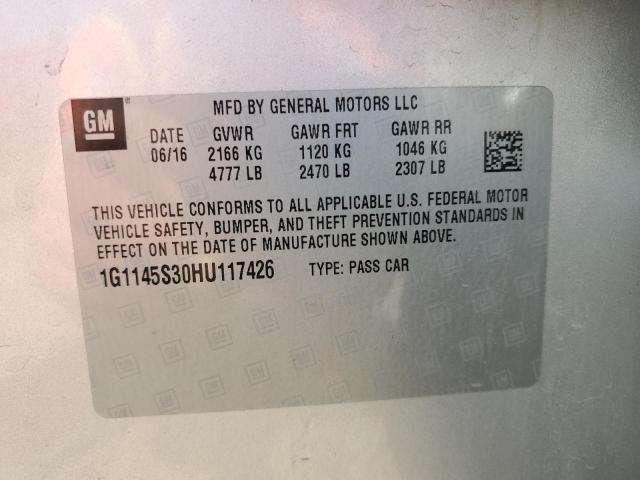 GM
MFD BY GENERAL MOTORS LLC
DATE GVWR GAWR FRT GAWR RR
06/16 2166 KG 1120 KG 1046 KG
4777 LB 2470 LB 2307 LB
THIS VEHICLE CONFORMS TO ALL APPLICABLE U.S. FEDERAL MOTOR
VEHICLE SAFETY, BUMPER, AND THEFT PREVENTION STANDARDS IN
EFFECT ON THE DATE OF MANUFACTURE SHOWN ABOVE.
1G1145S30HU117426 TYPE: PASS CAR